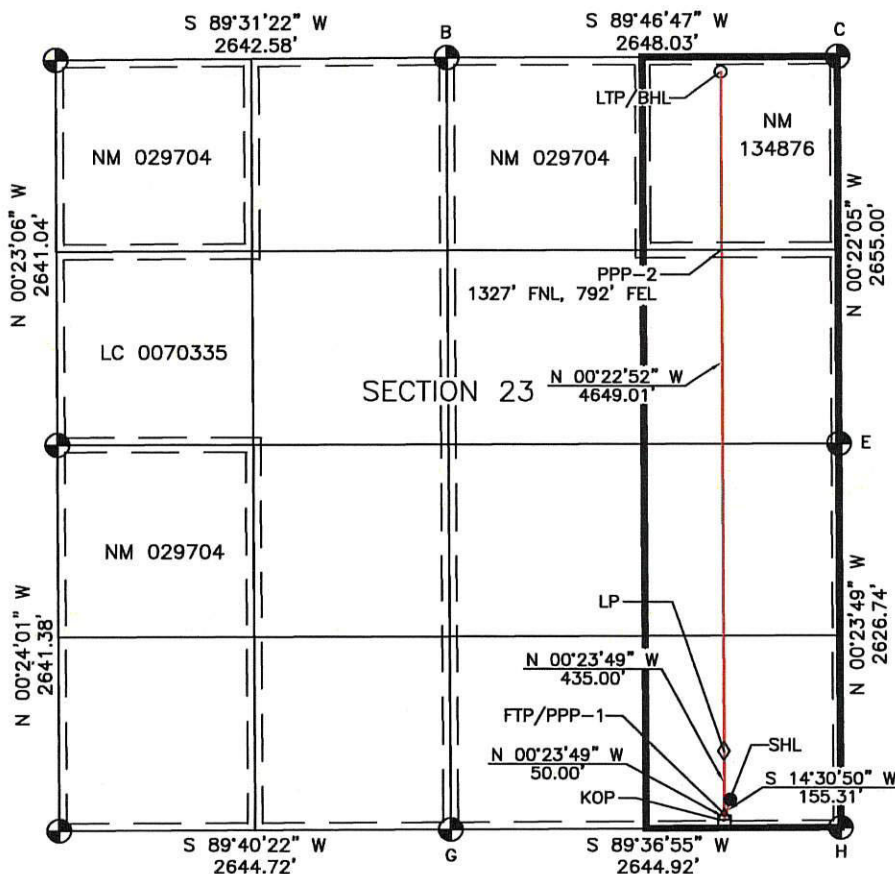 S 89°31'22" W
2642.58'
B
S 89°46'47" W
2648.03'
C
LTP/BHL
NM
134876
NM 029704
NM 029704
N 00°23'06" W
2641.04'
N 00°22'05" W
2655.00'
PPP-2
1327' FNL, 792' FEL
LC 0070335
SECTION 23
N 00°22'52" W
4649.01'
E
NM 029704
LP
N 00°24'01" W
2641.38'
N 00°23'49" W
2626.74'
N 00°23'49" W
435.00'
FTP/PPP-1
SHL
N 00°23'49" W
50.00'
S 14°30'50" W
155.31'
KOP
S 89°40'22" W
2644.72'
G
S 89°36'55" W
2644.92'
H